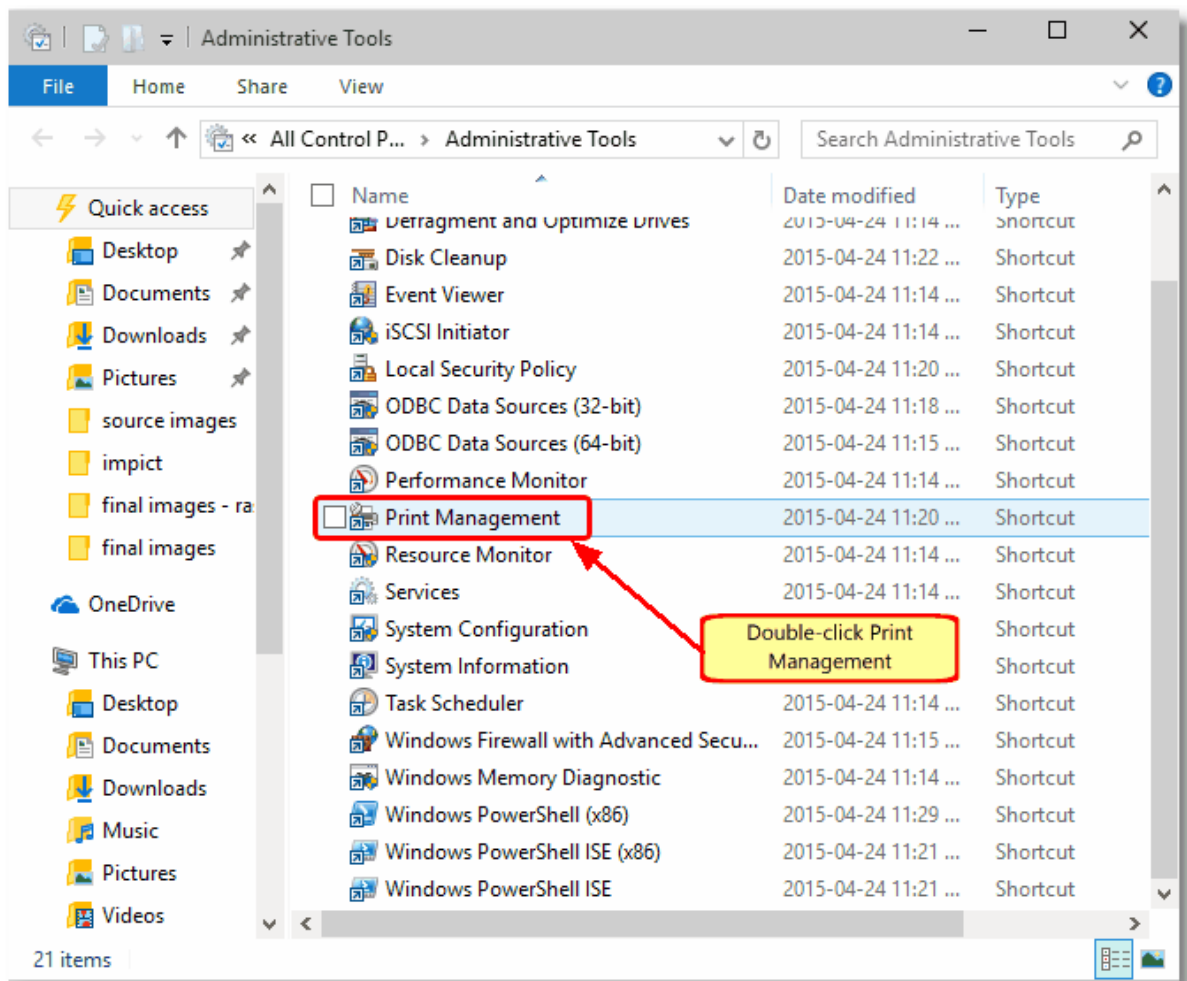 Administrative Tools
File Home Share View
« All Control P... › Administrative Tools Search Administrative Tools
Quick access
Desktop
Documents
Downloads
Pictures
source images
impict
final images - ra
final images
OneDrive
This PC
Desktop
Documents
Downloads
Music
Pictures
Videos
Name Date modified Type
Defragment and Optimize Drives 2015-04-24 11:14 ... Shortcut
Disk Cleanup 2015-04-24 11:22 ... Shortcut
Event Viewer 2015-04-24 11:14 ... Shortcut
iSCSI Initiator 2015-04-24 11:14 ... Shortcut
Local Security Policy 2015-04-24 11:20 ... Shortcut
ODBC Data Sources (32-bit) 2015-04-24 11:18 ... Shortcut
ODBC Data Sources (64-bit) 2015-04-24 11:15 ... Shortcut
Performance Monitor 2015-04-24 11:14 ... Shortcut
Print Management 2015-04-24 11:20 ... Shortcut
Resource Monitor 2015-04-24 11:14 ... Shortcut
Services 2015-04-24 11:14 ... Shortcut
System Configuration Shortcut
System Information Shortcut
Double-click Print
Management
Task Scheduler 2015-04-24 11:14 ... Shortcut
Windows Firewall with Advanced Secu... 2015-04-24 11:15 ... Shortcut
Windows Memory Diagnostic 2015-04-24 11:14 ... Shortcut
Windows PowerShell (x86) 2015-04-24 11:29 ... Shortcut
Windows PowerShell ISE (x86) 2015-04-24 11:21 ... Shortcut
Windows PowerShell ISE 2015-04-24 11:21 ... Shortcut
21 items